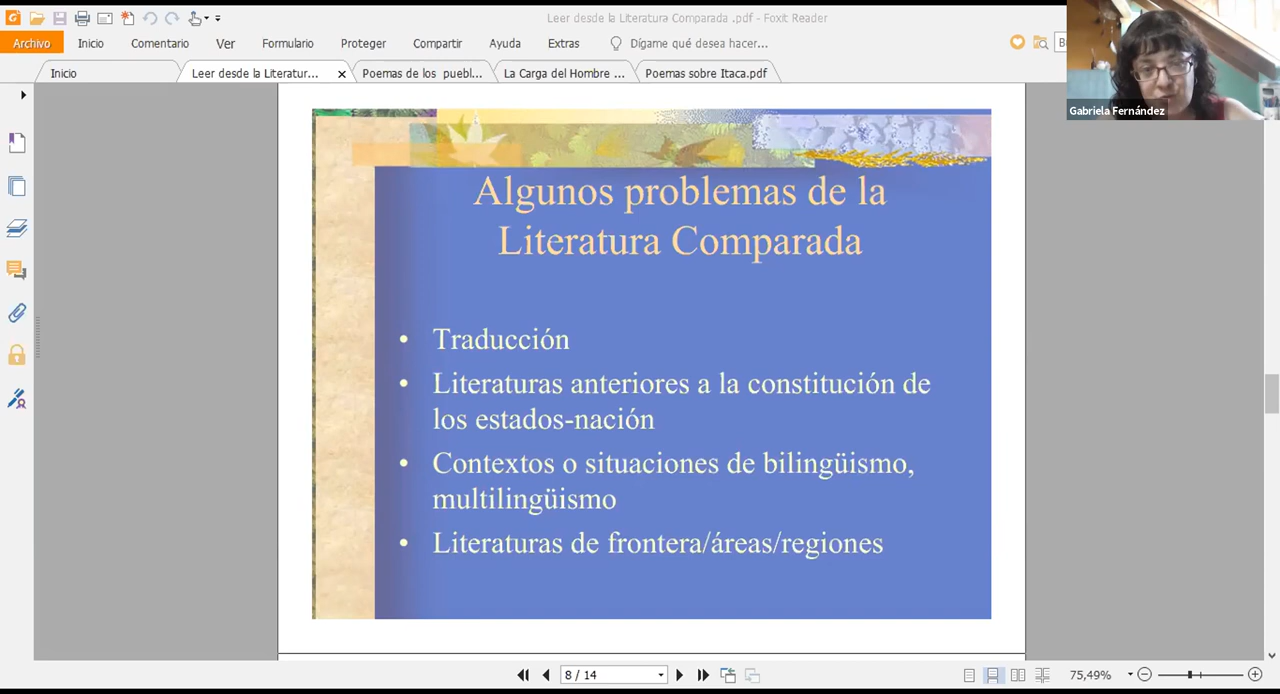 Leer desde la Literatura Comparada .pdf - Foxit Reader
Archivo Inicio Comentario Ver Formulario Proteger Compartir Ayuda Extras Dígame qué desea hacer...
Inicio Leer desde la Literatur... Poemas de los puebl... La Carga del Hombre ... Poemas sobre Itaca.pdf
Gabriela Fernández
Algunos problemas de la
Literatura Comparada
• Traducción
• Literaturas anteriores a la constitución de
los estados-nación
• Contextos o situaciones de bilingüismo,
multilingüismo
• Literaturas de frontera/áreas/regiones
8 / 14 75,49%